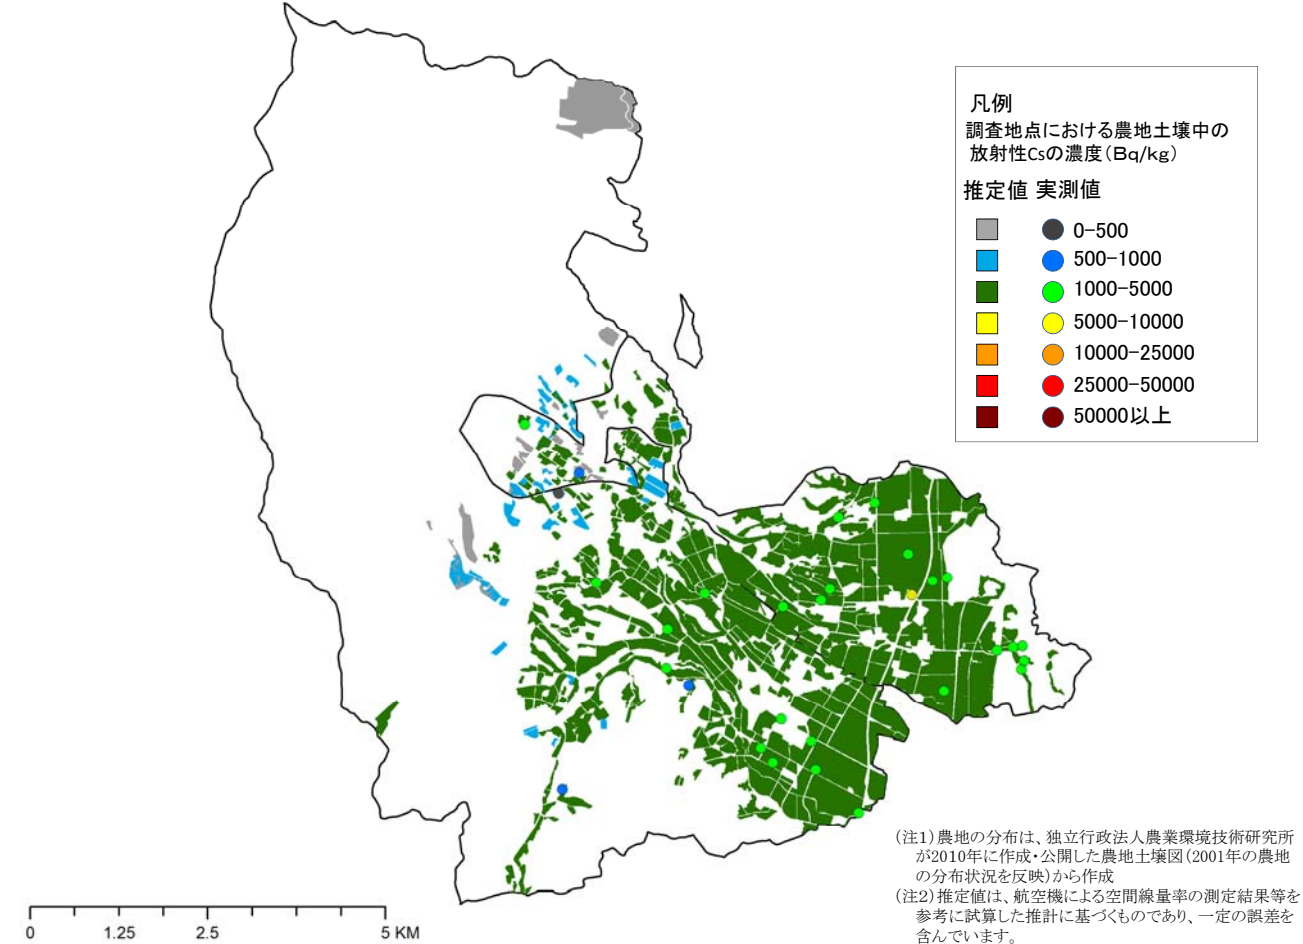 凡例
調査地点における農地土壌中の
放射性Csの濃度（Bq/kg）
推定値 実測値
0-500
500-1000
1000-5000
5000-10000
10000-25000
25000-50000
50000以上
（注1）農地の分布は、独立行政法人農業環境技術研究所
が2010年に作成・公開した農地土壌図（2001年の農地
の分布状況を反映）から作成
（注2）推定値は、航空機による空間線量率の測定結果等を
参考に試算した推計に基づくものであり、一定の誤差を
含んでいます。
0 1.25 2.5 5 KM